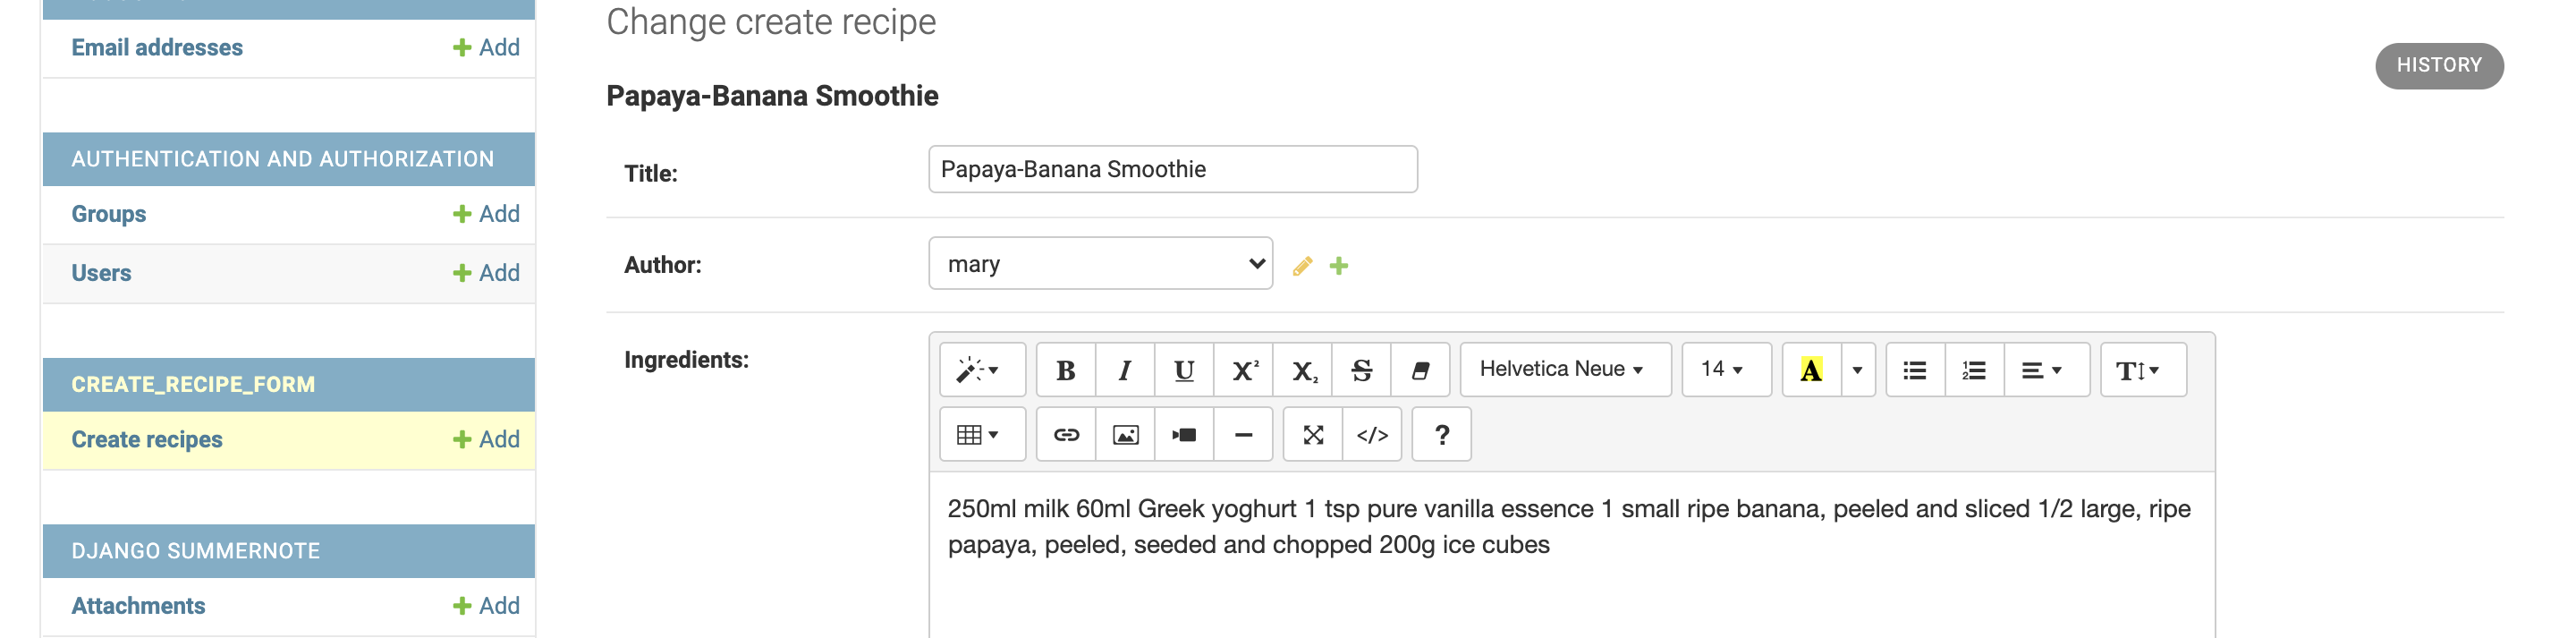 Change create recipe
HISTORY
Email addresses
Add
Papaya-Banana Smoothie
AUTHENTICATION AND AUTHORIZATION
Title:
Papaya-Banana Smoothie
Groups
Add
Users
Add
Author:
mary
Ingredients:
B I U X² X₂ S
Helvetica Neue
14
A
T
CREATE_RECIPE_FORM
Create recipes
Add
</>
?
250ml milk 60ml Greek yoghurt 1 tsp pure vanilla essence 1 small ripe banana, peeled and sliced 1/2 large, ripe
papaya, peeled, seeded and chopped 200g ice cubes
DJANGO SUMMERNOTE
Attachments
Add